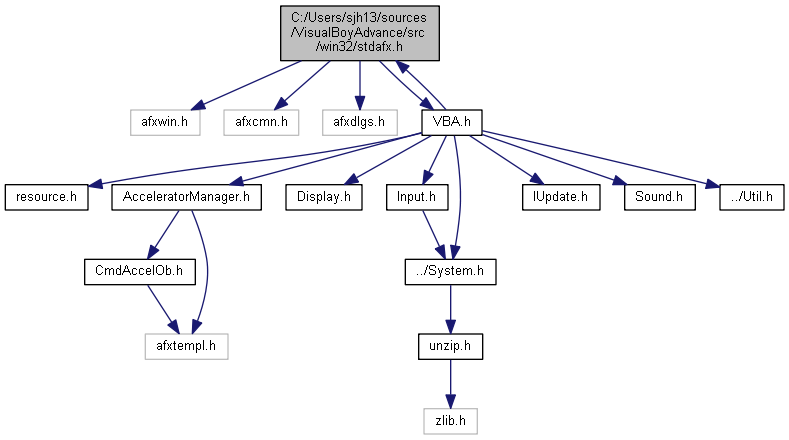 C:/Users/sjh13/sources
/VisualBoyAdvance/src
/win32/stdafx.h
afxwin.h
afxcmn.h
afxdlgs.h
VBA.h
resource.h
AcceleratorManager.h
Display.h
Input.h
IUpdate.h
Sound.h
../Util.h
CmdAccelOb.h
../System.h
afxtempl.h
unzip.h
zlib.h